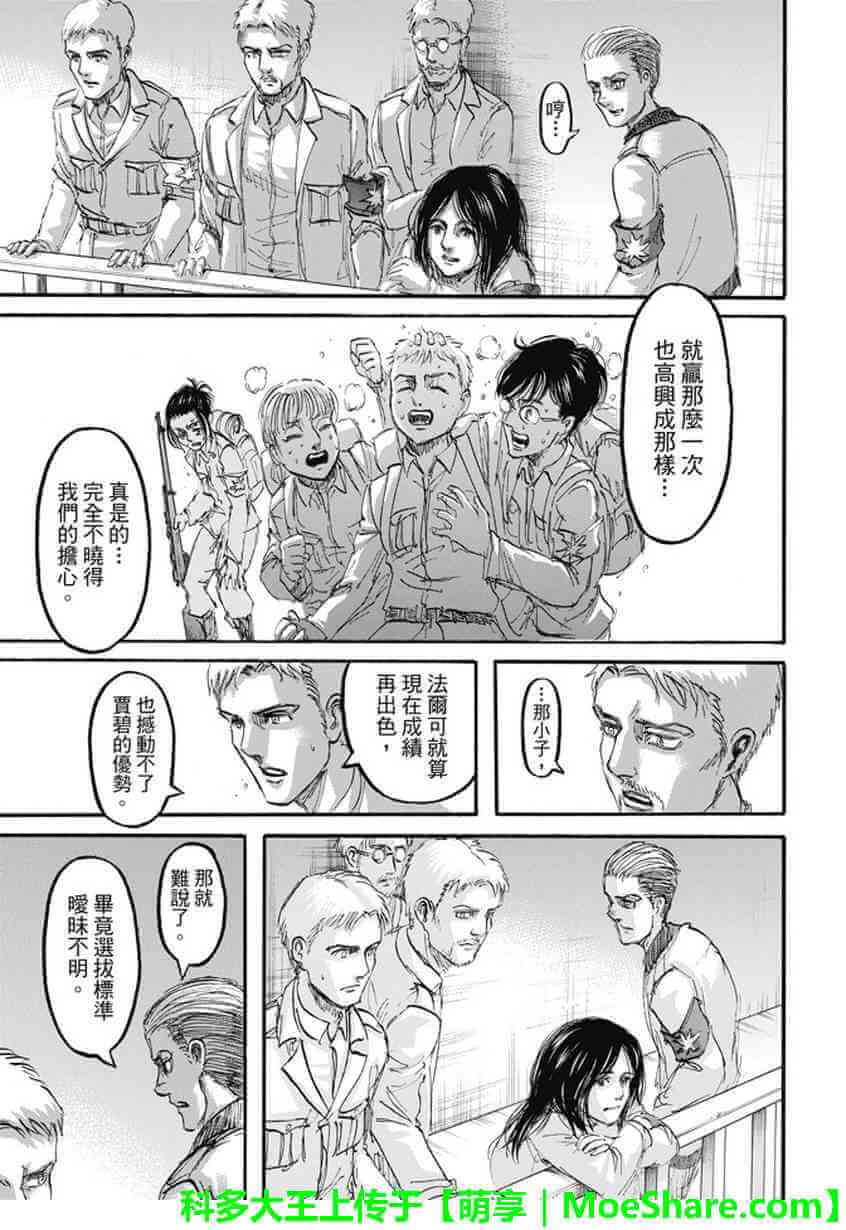 哼…
就贏那麼一次
也高興成那樣…
真是的…
完全不曉得
我們的擔心。
…那小子，
法爾可就算
現在成績
再出色，
也撼動不了
賈碧的優勢。
那就
難說了。
畢竟選拔標準
曖昧不明。
科多大王上传于【萌享｜MoeShare.com】